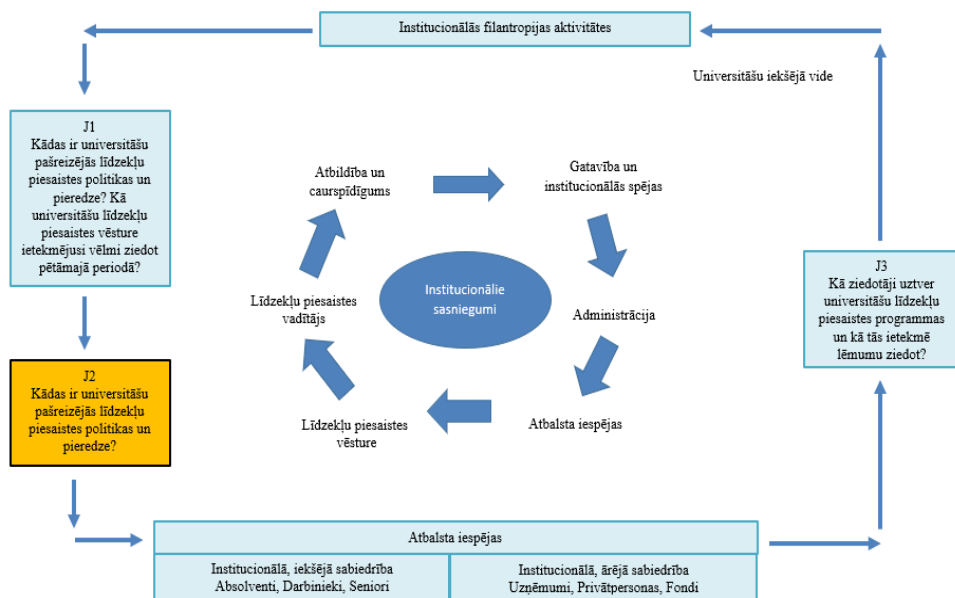 Institucionālās filantropijas aktivitātes
Universitāšu iekšējā vide
J1
Kādas ir universitāšu
pašreizējās līdzekļu
piesaistes politikas un
pieredze? Kā
universitāšu līdzekļu
piesaistes vēsture
ietekmējusi vēlmi ziedot
pētāmajā periodā?
Atbildība un
caurspīdīgums
Gatavība un
institucionālās spējas
Institucionālie
sasniegumi
Līdzekļu piesaistes
vadītājs
Administrācija
J3
Kā ziedotāji uztver
universitāšu līdzekļu
piesaistes programmas
un kā tās ietekmē
lēmumu ziedot?
J2
Kādas ir universitāšu
pašreizējās līdzekļu
piesaistes politikas un
pieredze?
Līdzekļu piesaistes
vēsture
Atbalsta iespējas
Atbalsta iespējas
Institucionālā, iekšējā sabiedrība
Absolventi, Darbinieki, Seniori
Institucionālā, ārējā sabiedrība
Uzņēmumi, Privātpersonas, Fondi